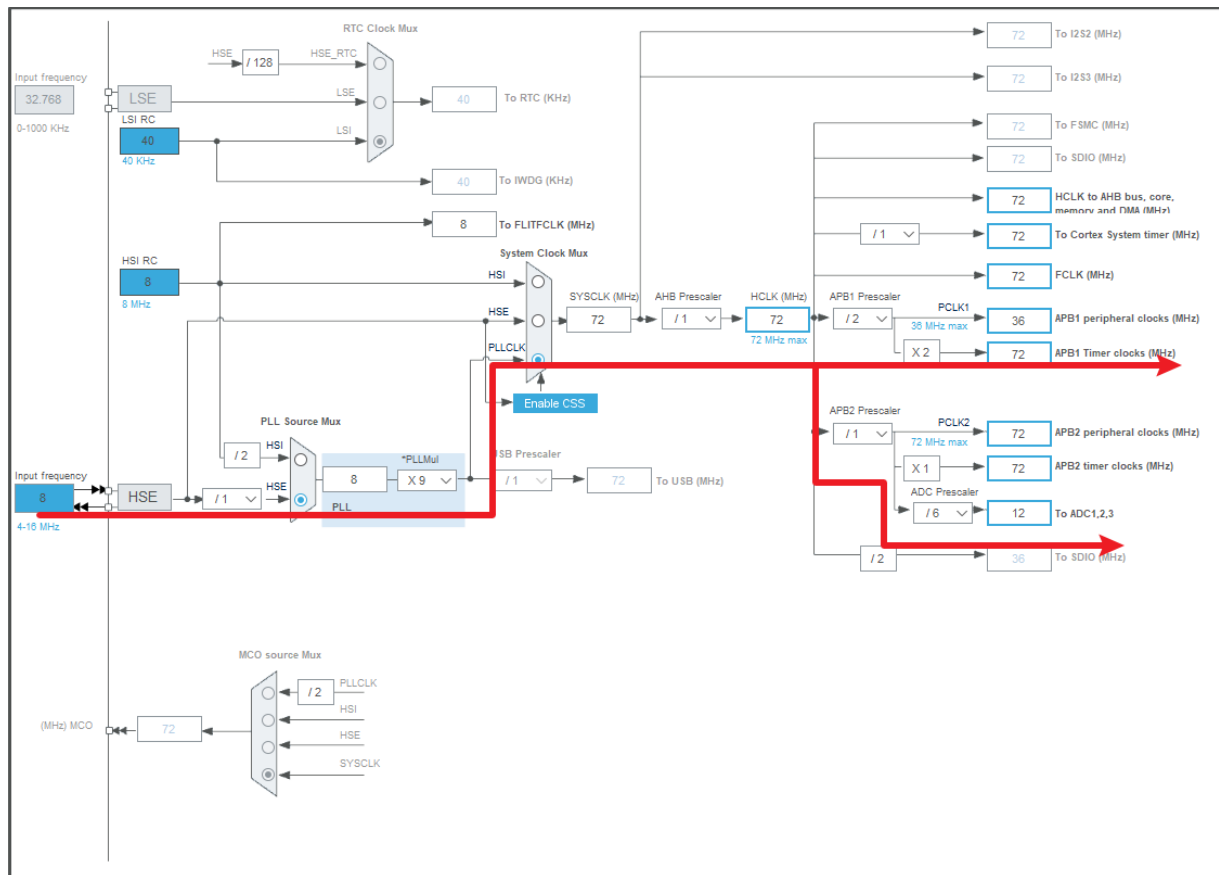 RTC Clock Mux
HSE
/ 128
HSE_RTC
72
To I2S2 (MHz)
Input frequency
32.768
0-1000 KHz
LSE
LSE
40
To RTC (KHz)
72
To I2S3 (MHz)
LSI RC
40
40 KHz
LSI
72
To FSMC (MHz)
72
To SDIO (MHz)
40
To IWDG (KHz)
72
HCLK to AHB bus, core,
memory and DMA (MHz)
8
To FLITFCLK (MHz)
/ 1
72
To Cortex System timer (MHz)
System Clock Mux
HSI RC
8
8 MHz
HSI
72
FCLK (MHz)
SYSCLK (MHz)
AHB Prescaler
HCLK (MHz)
APB1 Prescaler
PCLK1
HSE
72
/ 1
72
72 MHz max
/ 2
36 MHz max
36
APB1 peripheral clocks (MHz)
PLLCLK
X 2
72
APB1 Timer clocks (MHz)
Enable CSS
PLL Source Mux
APB2 Prescaler
PCLK2
/ 1
72 MHz max
72
APB2 peripheral clocks (MHz)
HSI
/ 2
*PLLMul
USB Prescaler
X 1
72
APB2 timer clocks (MHz)
Input frequency
8
4-16 MHz
HSE
/ 1
HSE
8
X 9
PLL
/ 1
72
To USB (MHz)
ADC Prescaler
/ 6
12
To ADC1,2,3
/ 2
36
To SDIO (MHz)
MCO source Mux
/ 2
PLLCLK
HSI
(MHz) MCO
72
HSE
SYSCLK